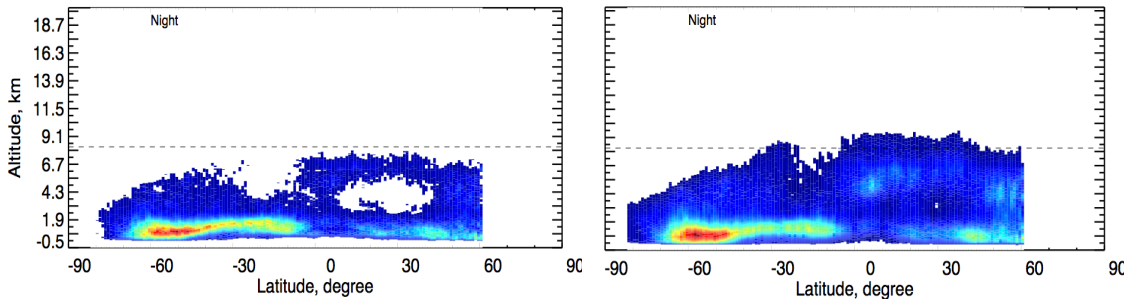 Night
Altitude, km
18.7
16.3
13.9
11.5
9.1
6.7
4.3
1.9
-0.5
-90 -60 -30 0 30 60 90
Latitude, degree
Night
-90 -60 -30 0 30 60 90
Latitude, degree